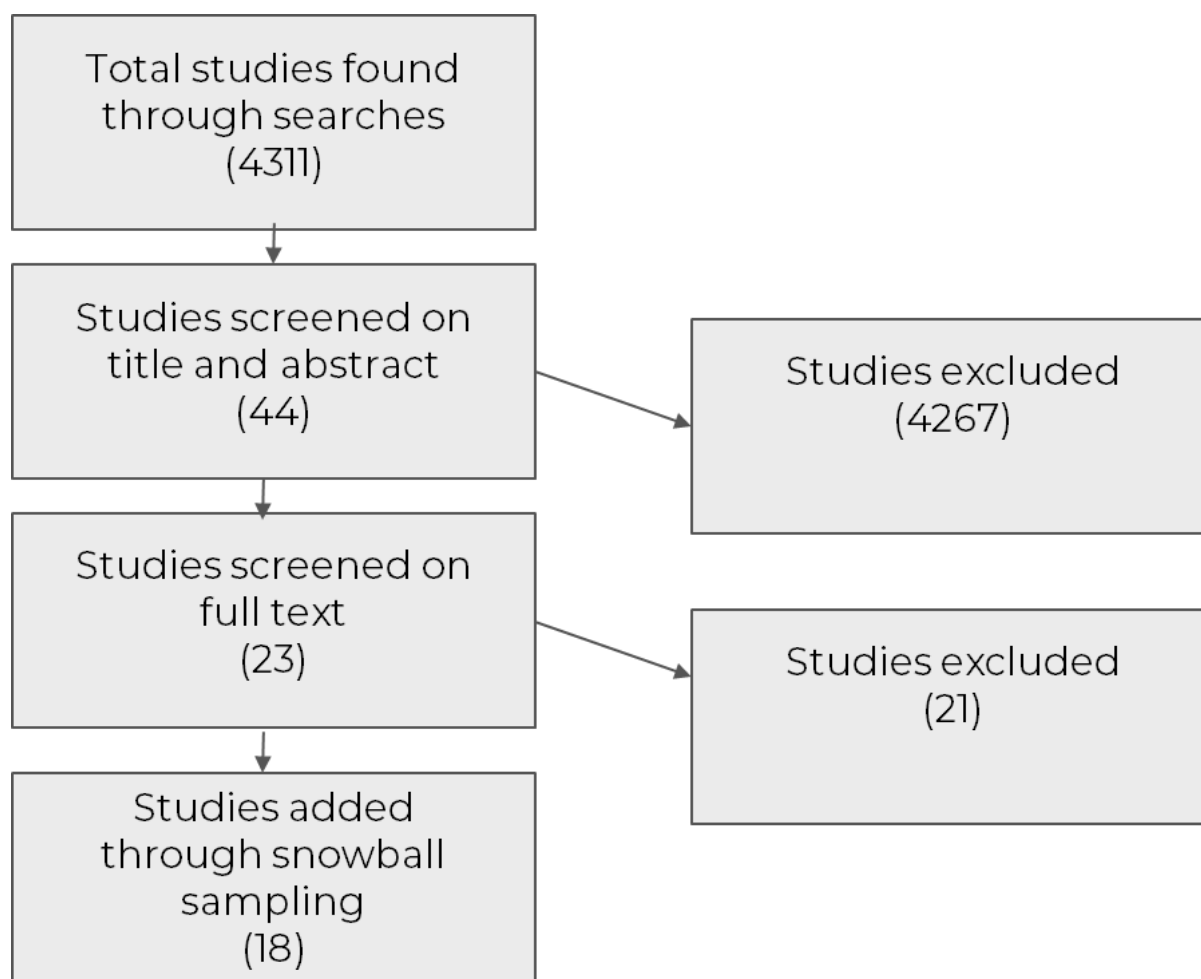 Total studies found
through searches
(4311)
Studies screened on
title and abstract
(44)
Studies excluded
(4267)
Studies screened on
full text
(23)
Studies excluded
(21)
Studies added
through snowball
sampling
(18)